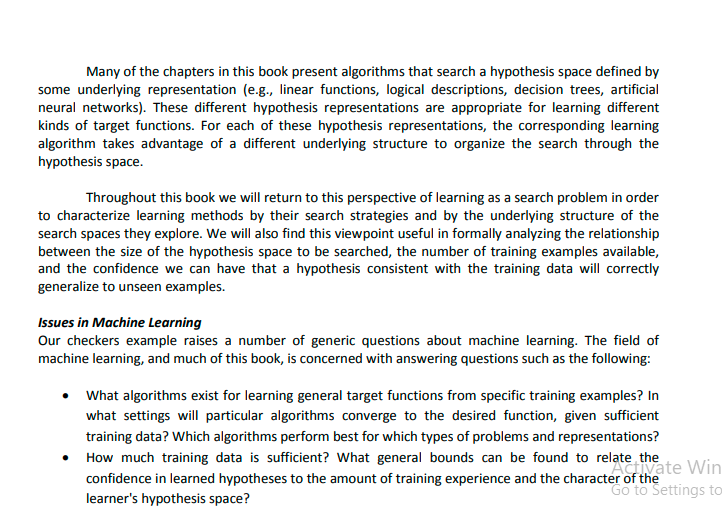 Many of the chapters in this book present algorithms that search a hypothesis space defined by
some underlying representation (e.g., linear functions, logical descriptions, decision trees, artificial
neural networks). These different hypothesis representations are appropriate for learning different
kinds of target functions. For each of these hypothesis representations, the corresponding learning
algorithm takes advantage of a different underlying structure to organize the search through the
hypothesis space.
Throughout this book we will return to this perspective of learning as a search problem in order
to characterize learning methods by their search strategies and by the underlying structure of the
search spaces they explore. We will also find this viewpoint useful in formally analyzing the relationship
between the size of the hypothesis space to be searched, the number of training examples available,
and the confidence we can have that a hypothesis consistent with the training data will correctly
generalize to unseen examples.
Issues in Machine Learning
Our checkers example raises a number of generic questions about machine learning. The field of
machine learning, and much of this book, is concerned with answering questions such as the following:
• What algorithms exist for learning general target functions from specific training examples? In
what settings will particular algorithms converge to the desired function, given sufficient
training data? Which algorithms perform best for which types of problems and representations?
• How much training data is sufficient? What general bounds can be found to relate the
confidence in learned hypotheses to the amount of training experience and the character of the
learner's hypothesis space?
Activate Win
Go to Settings to